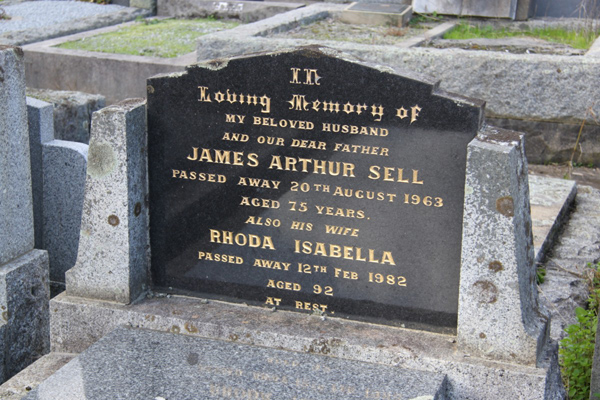 In
Loving Memory of
MY BELOVED HUSBAND
AND OUR DEAR FATHER
JAMES ARTHUR SELL
PASSED AWAY 20TH AUGUST 1963
AGED 75 YEARS.
ALSO HIS WIFE
RHODA ISABELLA
PASSED AWAY 12TH FEB 1982
AGED 92
AT REST